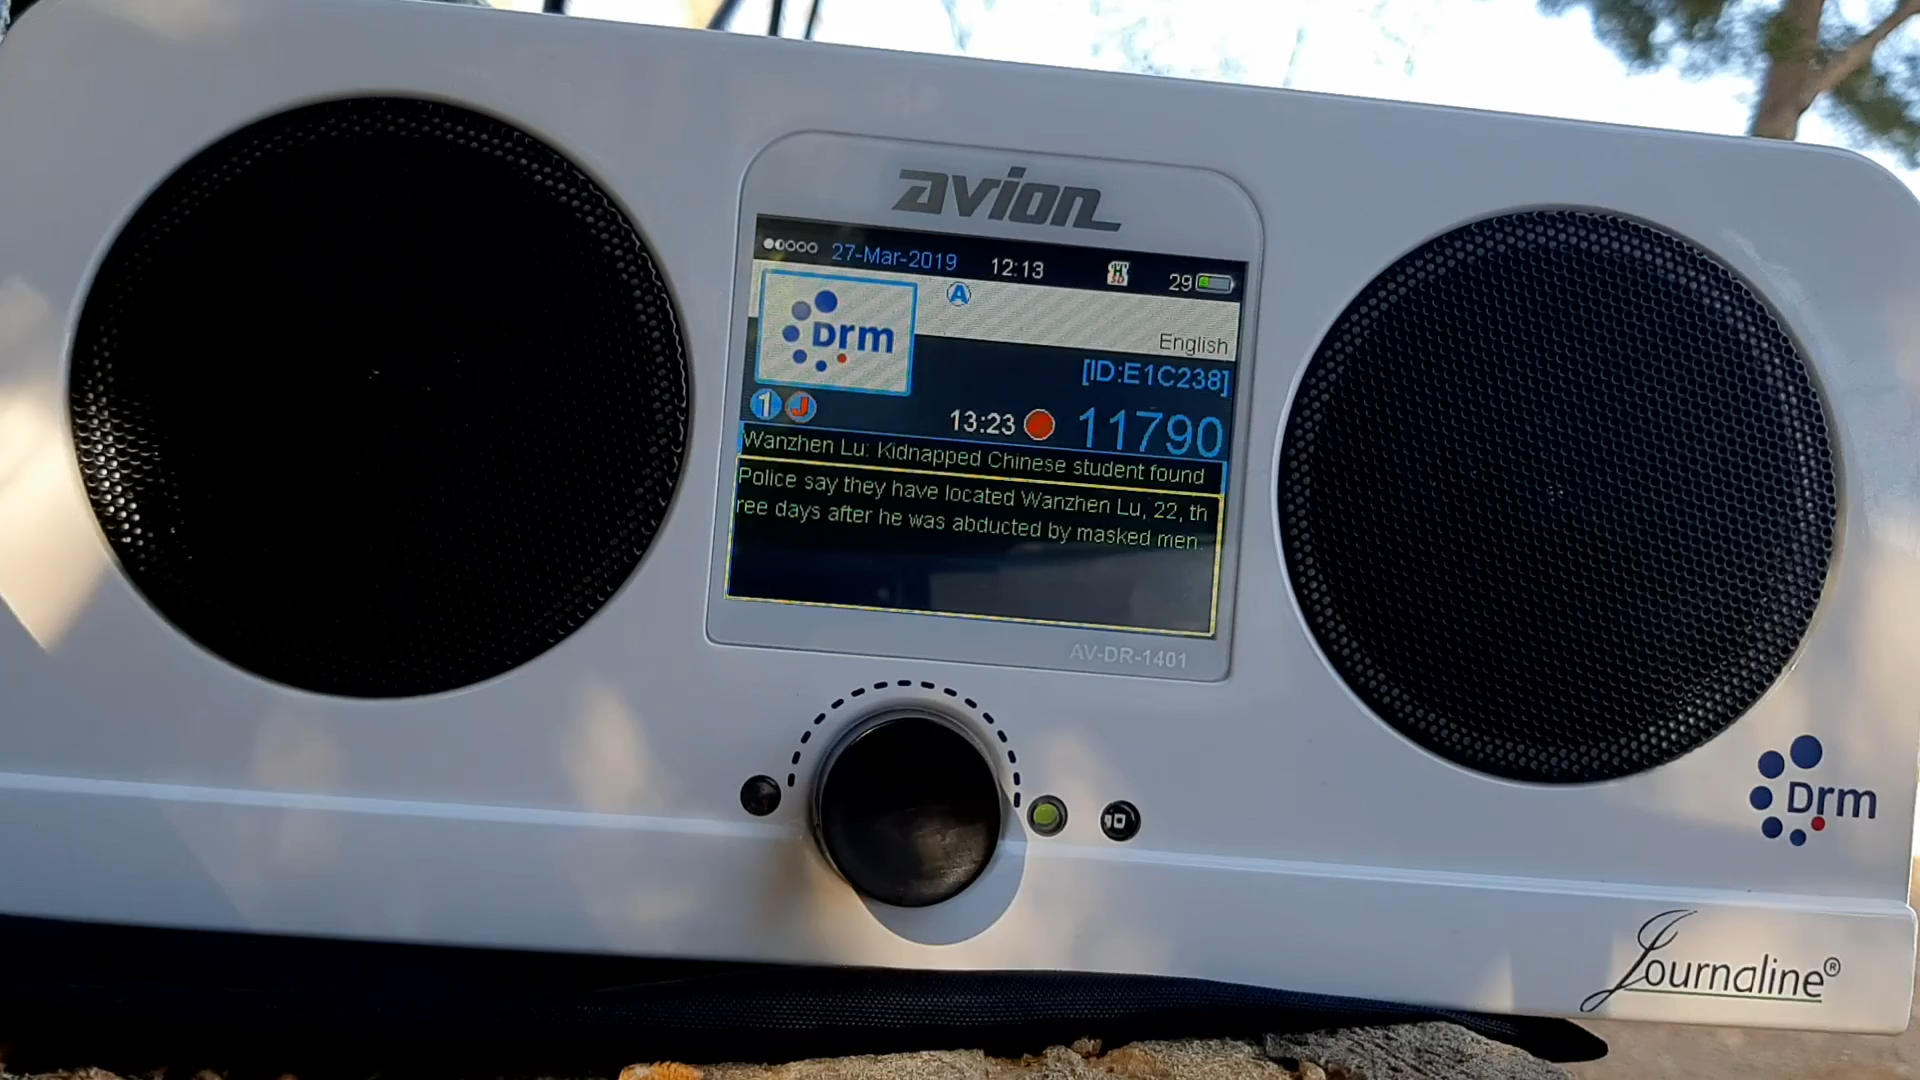 avion
27-Mar-2019 12:13 29
Drm
A
English
[ID:E1C238]
1 J 13:23 11790
Wanzhen Lu: Kidnapped Chinese student found
Police say they have located Wanzhen Lu, 22, th
ree days after he was abducted by masked men.
AV-DR-1401
Drm
Journaline®